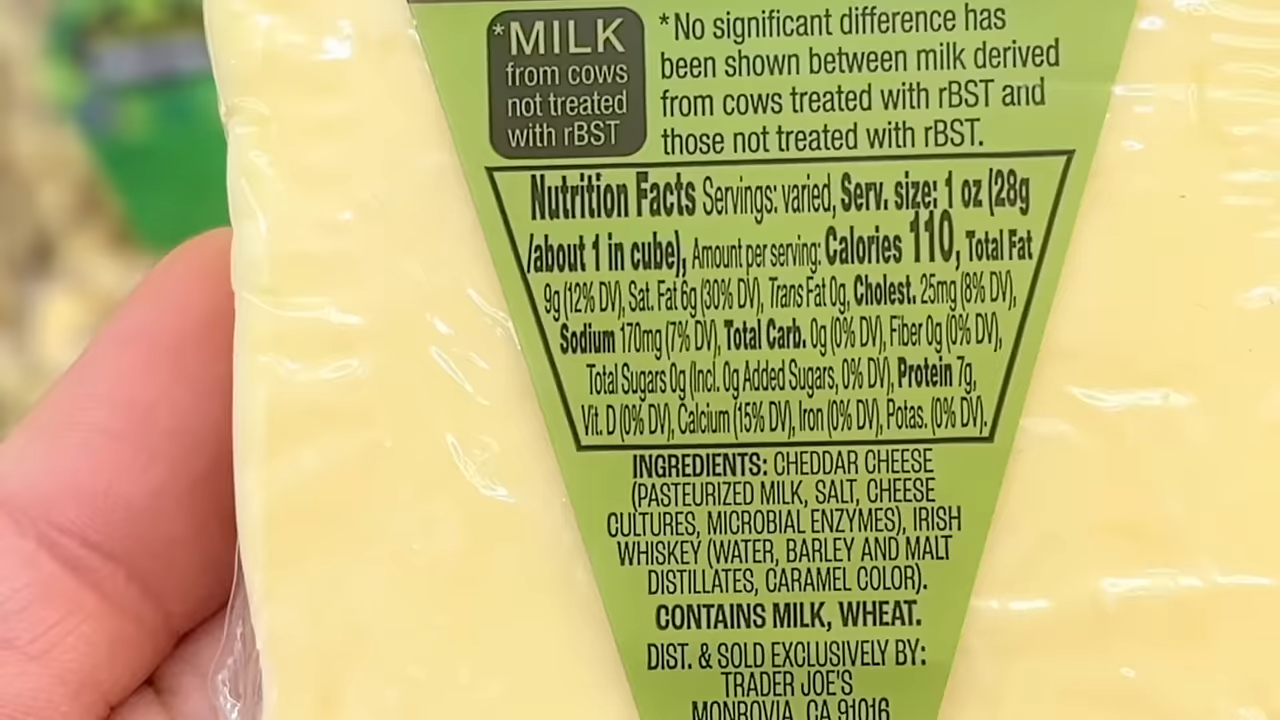 *MILK
from cows
not treated
with rBST
*No significant difference has
been shown between milk derived
from cows treated with rBST and
those not treated with rBST.
Nutrition Facts Servings: varied, Serv. size: 1 oz (28g
/about 1 in cube), Amount per serving: Calories 110, Total Fat
9g (12% DV), Sat. Fat 6g (30% DV), Trans Fat 0g, Cholest. 25mg (8% DV),
Sodium 170mg (7% DV), Total Carb. 0g (0% DV), Fiber 0g (0% DV),
Total Sugars 0g (Incl. 0g Added Sugars, 0% DV), Protein 7g,
Vit. D (0% DV), Calcium (15% DV), Iron (0% DV), Potas. (0% DV).
INGREDIENTS: CHEDDAR CHEESE
(PASTEURIZED MILK, SALT, CHEESE
CULTURES, MICROBIAL ENZYMES), IRISH
WHISKEY (WATER, BARLEY AND MALT
DISTILLATES, CARAMEL COLOR).
CONTAINS MILK, WHEAT.
DIST. & SOLD EXCLUSIVELY BY:
TRADER JOE'S
MONROVIA, CA 91016